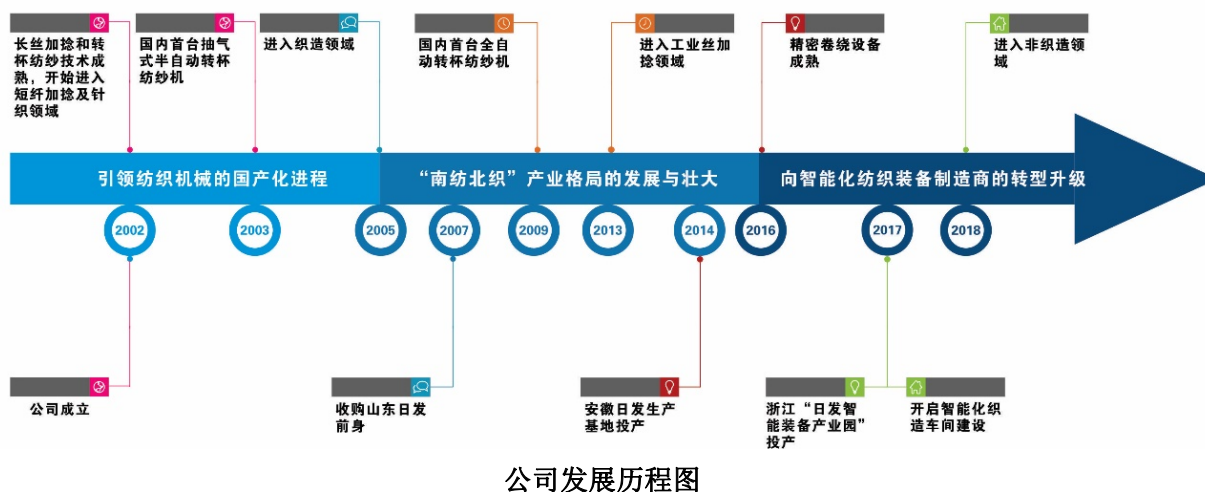 长丝加捻和转
杯纺纱技术成
熟，开始进入
短纤加捻及针
织领域
国内首台抽气
式半自动转杯
纺纱机
进入织造领域
国内首台全自
动转杯纺纱机
进入工业丝加
捻领域
精密卷绕设备
成熟
进入非织造领
域
引领纺织机械的国产化进程
“南纺北织”产业格局的发展与壮大
向智能化纺织装备制造商的转型升级
2002
2003
2005
2007
2009
2013
2014
2016
2017
2018
公司成立
收购山东日发
前身
安徽日发生产
基地投产
浙江“日发智
能装备产业园”
投产
开启智能化织
造车间建设
公司发展历程图